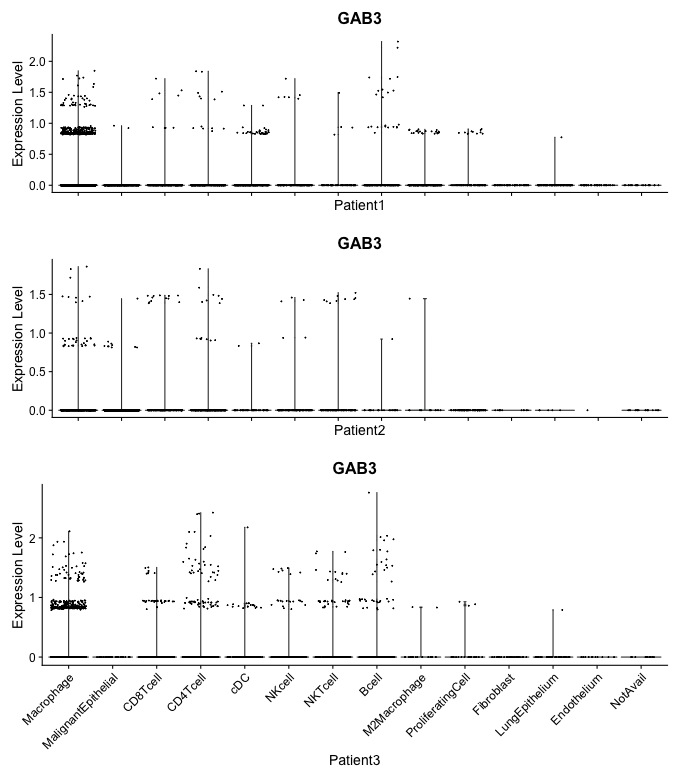 GAB3
Expression Level
2.0
1.5
1.0
0.5
0.0
Patient1
GAB3
Expression Level
1.5
1.0
0.5
0.0
Patient2
GAB3
Expression Level
2
1
0
Macrophage
MalignantEpithelial
CD8Tcell
CD4Tcell
cDC
NKcell
NKTcell
Bcell
M2Macrophage
ProliferatingCell
Fibroblast
LungEpithelium
Endothelium
NotAvail
Patient3